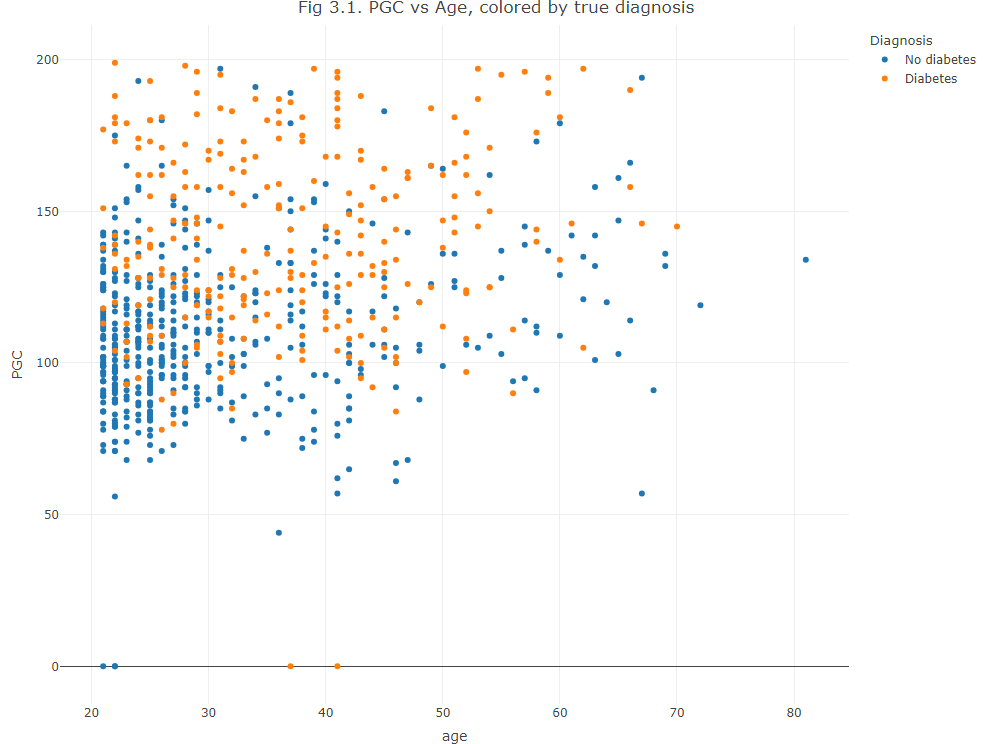 Fig 3.1. PGC vs Age, colored by true diagnosis
Diagnosis
No diabetes
Diabetes
200
150
100
50
0
PGC
20 30 40 50 60 70 80
age